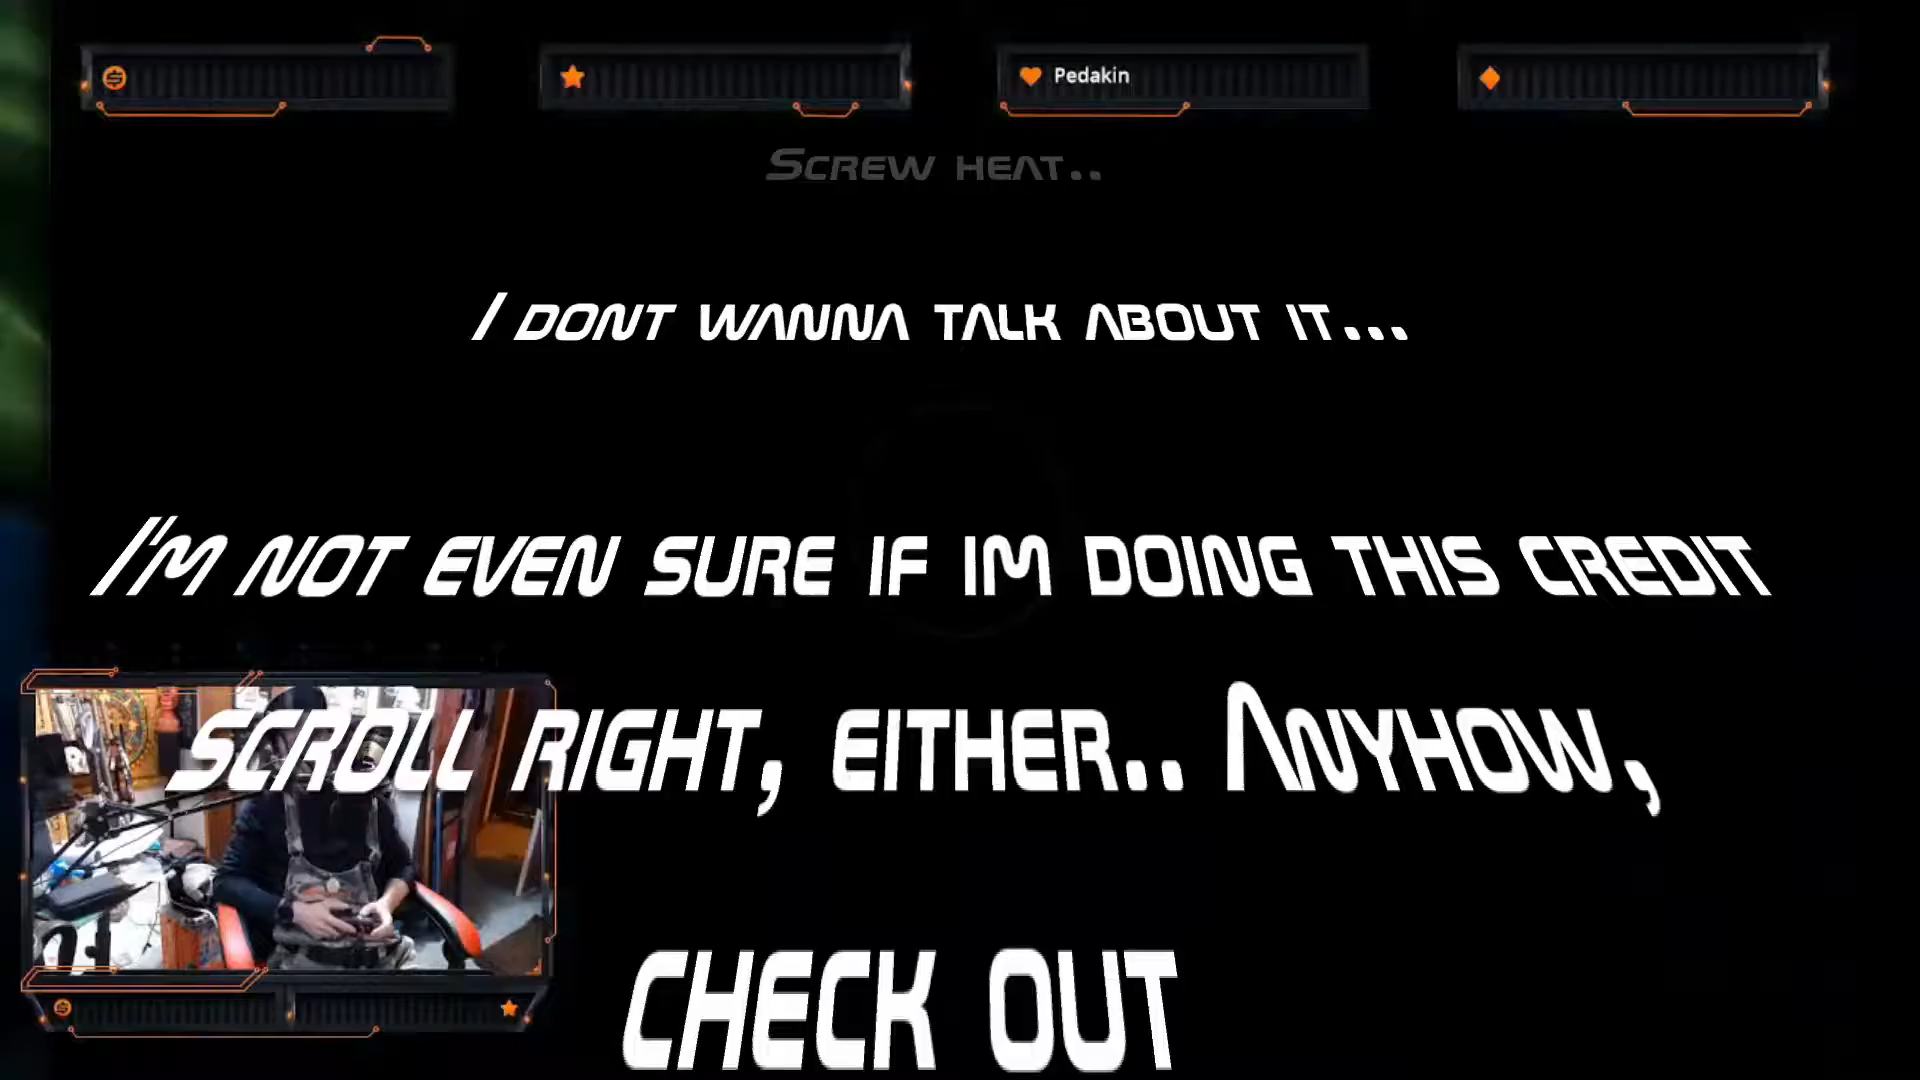 Pedakin
Screw heat..
I dont wanna talk about it...
I'm not even sure if im doing this credit
scroll right, either.. Anyhow,
check out